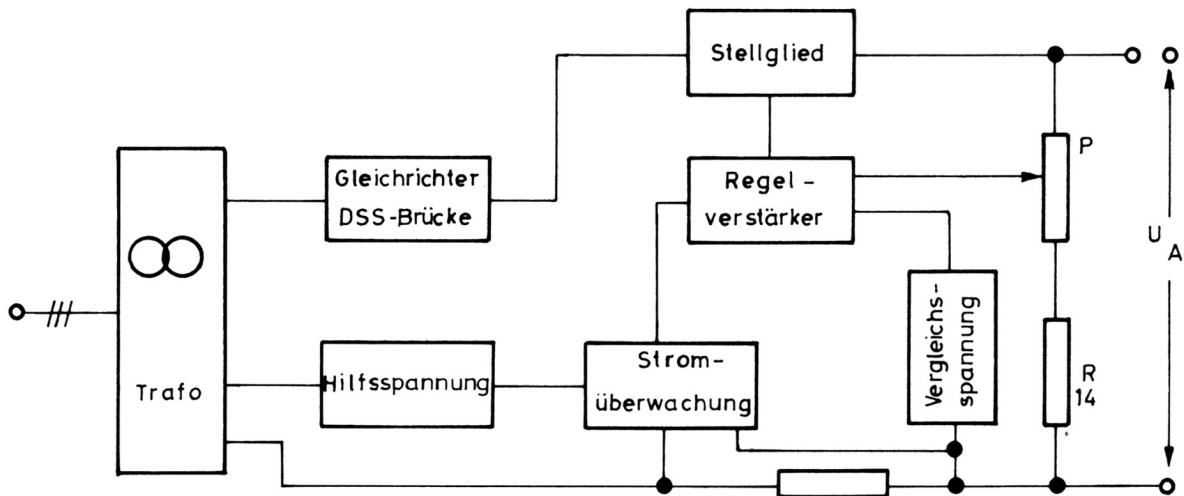 Stellglied
Gleichrichter
DSS-Brücke
Regel-
verstärker
P
U
A
Trafo
Hilfsspannung
Strom-
überwachung
Vergleichs-
spannung
R
14